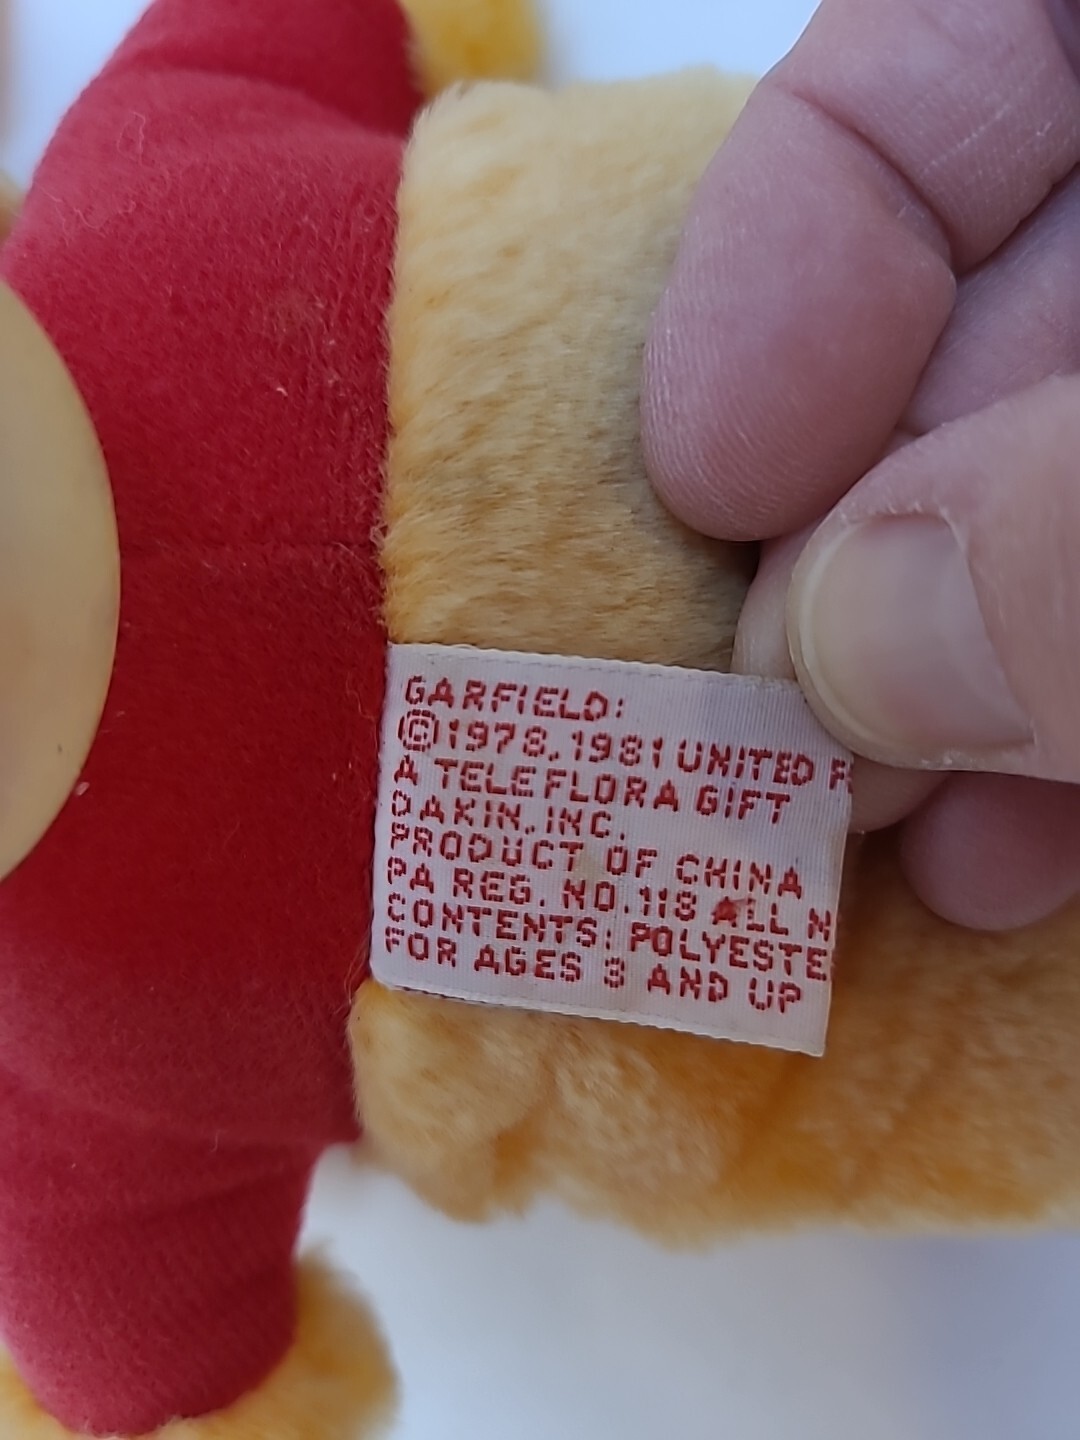 GARFIELD:
©1978,1981 UNITED
A TELEFLORA GIFT
DAKIN, INC.
PRODUCT OF CHINA
PA REG. NO. 118 ALL N
CONTENTS: POLYESTE
FOR AGES 3 AND UP